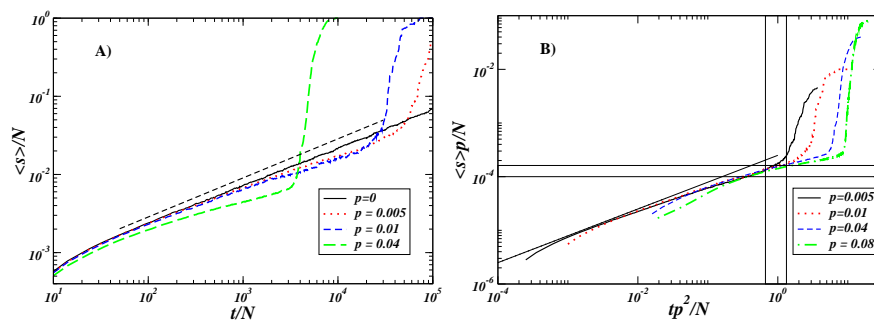 A)
<s>/N
10^0
10^-1
10^-2
10^-3
p=0
p = 0.005
p = 0.01
p = 0.04
10^1
10^2
10^3
10^4
10^5
t/N
B)
<s>p/N
10^-2
10^-4
10^-6
p=0.005
p=0.01
p=0.04
p = 0.08
10^-4
10^-2
10^0
tp^2/N